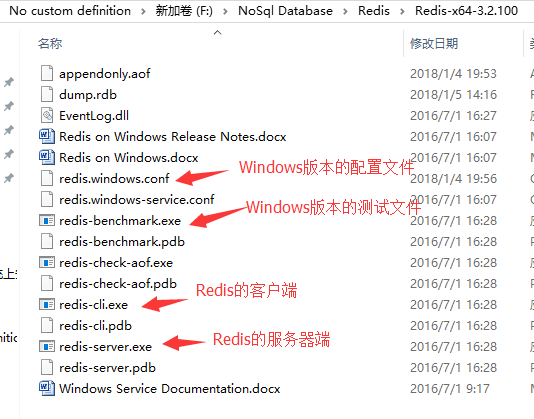 No custom definition > 新加卷 (F:) > NoSql Database > Redis > Redis-x64-3.2.100
名称 修改日期
appendonly.aof 2018/1/4 19:53
dump.rdb 2018/1/5 14:16
EventLog.dll 2016/7/1 16:27
Redis on Windows Release Notes.docx 2016/7/1 16:07
Redis on Windows.docx 2016/7/1 16:07
redis.windows.conf Windows版本的配置文件 2018/1/4 19:56
redis.windows-service.conf 2016/7/1 16:07
redis-benchmark.exe Windows版本的测试文件 2016/7/1 16:28
redis-benchmark.pdb 2016/7/1 16:28
redis-check-aof.exe 2016/7/1 16:28
redis-check-aof.pdb 2016/7/1 16:28
redis-cli.exe Redis的客户端 2016/7/1 16:28
redis-cli.pdb 2016/7/1 16:28
redis-server.exe Redis的服务器端 2016/7/1 16:28
redis-server.pdb 2016/7/1 16:28
Windows Service Documentation.docx 2016/7/1 9:17